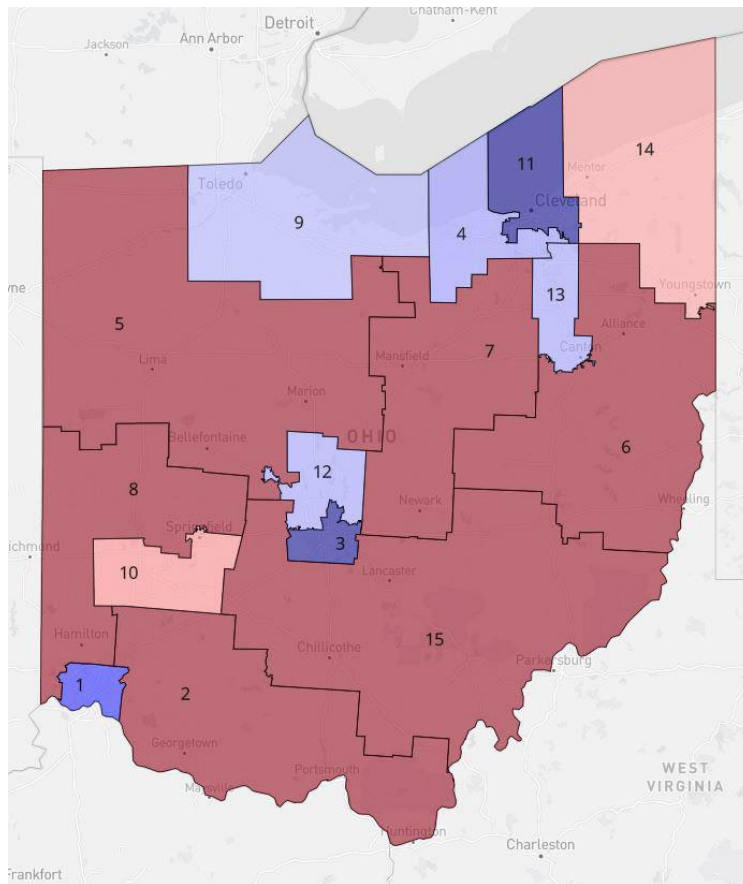 Chatham-Kent
Detroit
Ann Arbor
Jackson
14
11
Mentor
Toledo
Cleveland
9
4
Youngstown
yne
13
5
Alliance
7
Canton
Mansfield
Lima
Marion
OHIO
Bellefontaine
6
12
8
Newark
Wheeling
Springfield
3
ichmond
10
Lancaster
Hamilton
15
Chillicothe
Parkersburg
1
2
Georgetown
Portsmouth
WEST
VIRGINIA
Maysville
Huntington
Charleston
Frankfort